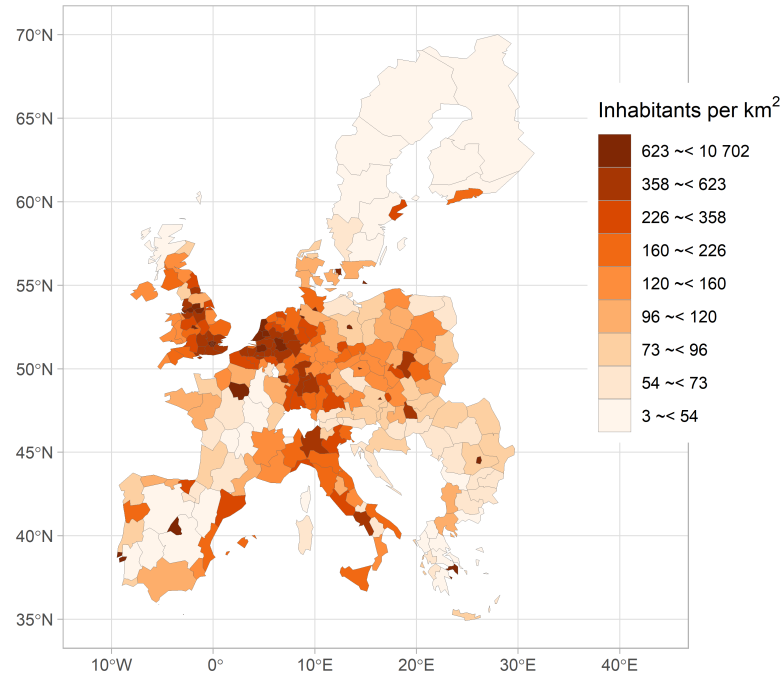 70°N
65°N
60°N
55°N
50°N
45°N
40°N
35°N
10°W
0°
10°E
20°E
30°E
40°E
Inhabitants per km²
623 ~< 10 702
358 ~< 623
226 ~< 358
160 ~< 226
120 ~< 160
96 ~< 120
73 ~< 96
54 ~< 73
3 ~< 54